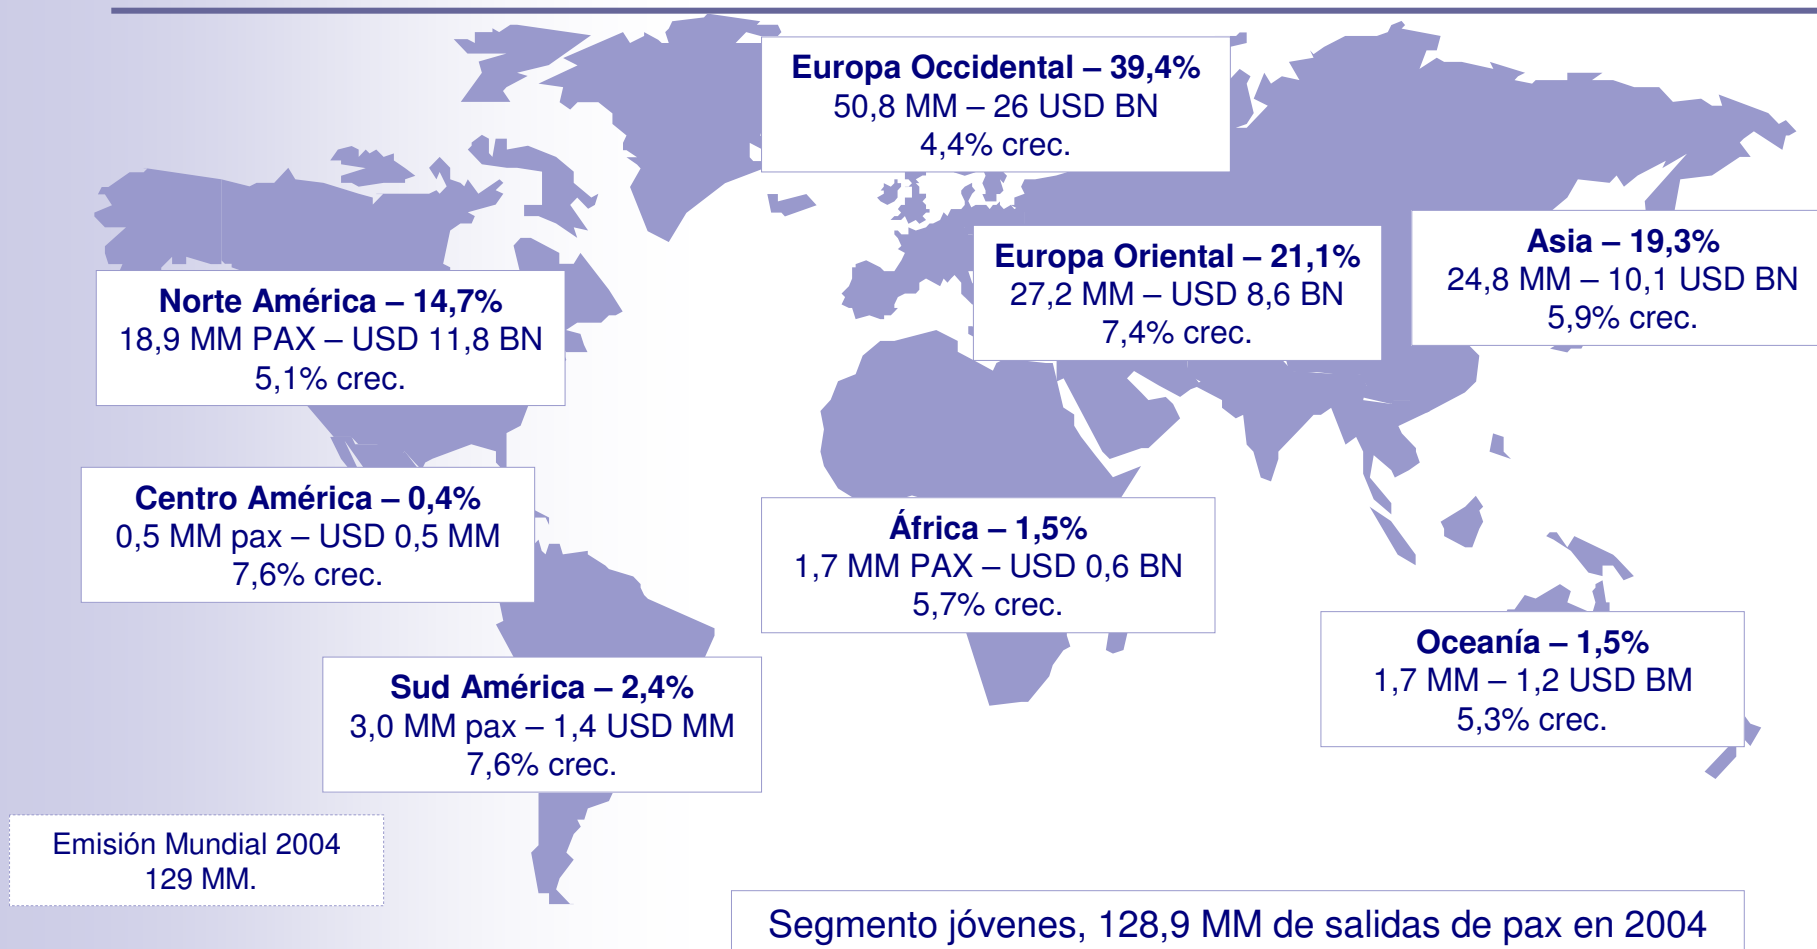 Europa Occidental – 39,4%
50,8 MM – 26 USD BN
4,4% crec.
Europa Oriental – 21,1%
27,2 MM – USD 8,6 BN
7,4% crec.
Asia – 19,3%
24,8 MM – 10,1 USD BN
5,9% crec.
Norte América – 14,7%
18,9 MM PAX – USD 11,8 BN
5,1% crec.
Centro América – 0,4%
0,5 MM pax – USD 0,5 MM
7,6% crec.
África – 1,5%
1,7 MM PAX – USD 0,6 BN
5,7% crec.
Oceanía – 1,5%
1,7 MM – 1,2 USD BM
5,3% crec.
Sud América – 2,4%
3,0 MM pax – 1,4 USD MM
7,6% crec.
Emisión Mundial 2004
129 MM.
Segmento jóvenes, 128,9 MM de salidas de pax en 2004